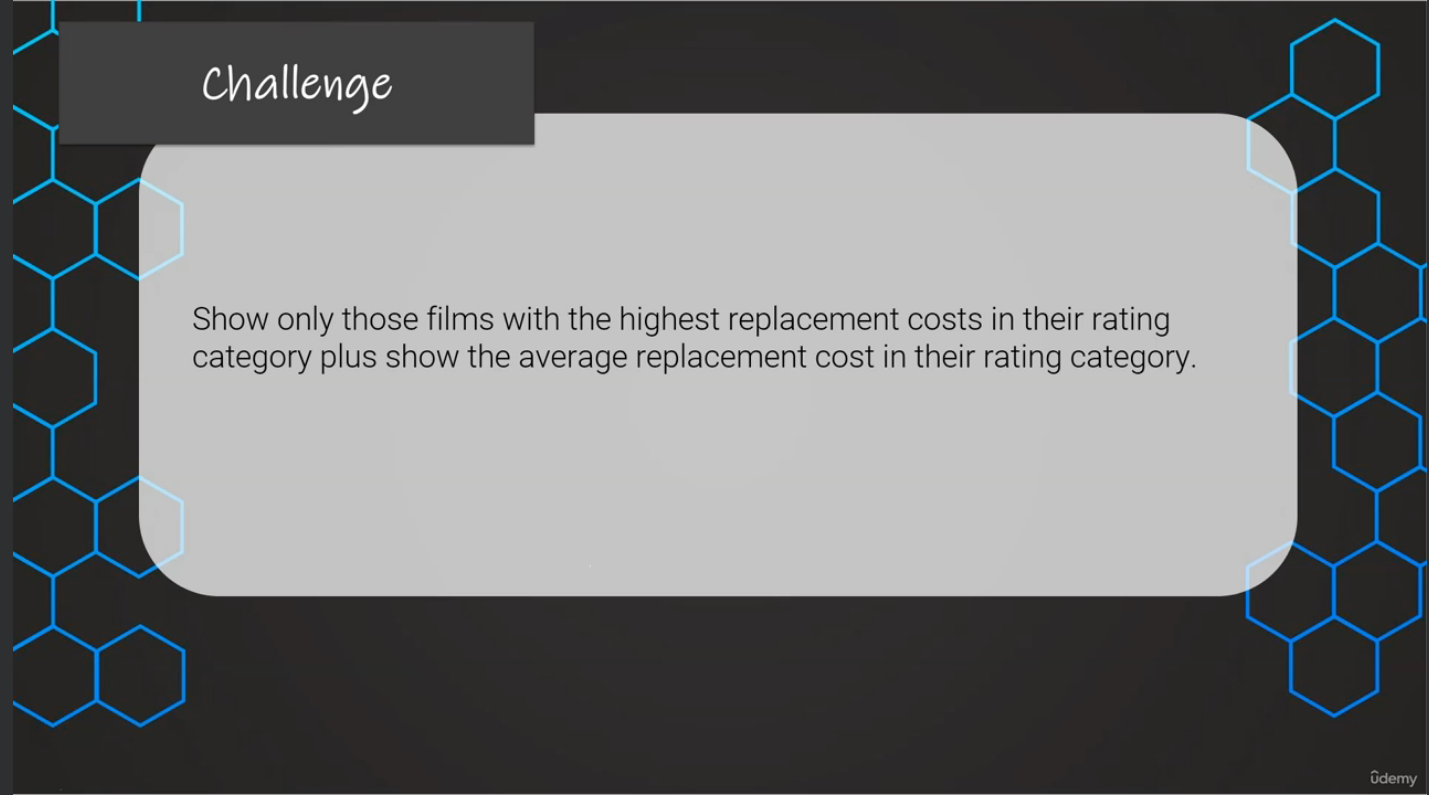 Challenge
Show only those films with the highest replacement costs in their rating
category plus show the average replacement cost in their rating category.
ûdemy